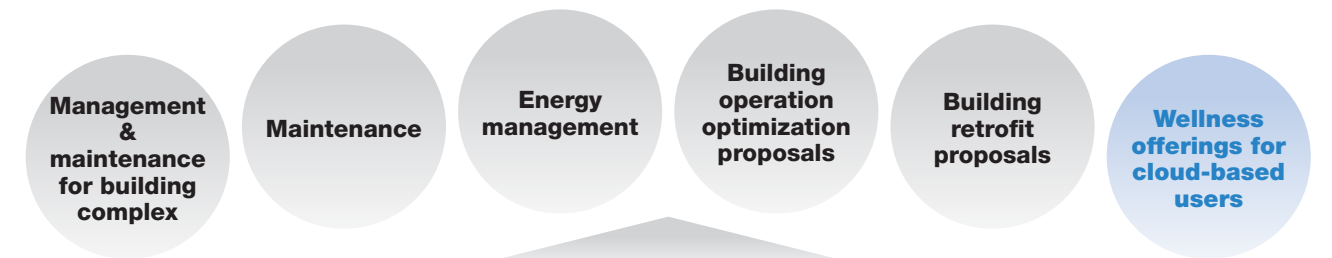 Management
&
maintenance
for building
complex
Maintenance
Energy
management
Building
operation
optimization
proposals
Building
retrofit
proposals
Wellness
offerings for
cloud-based
users